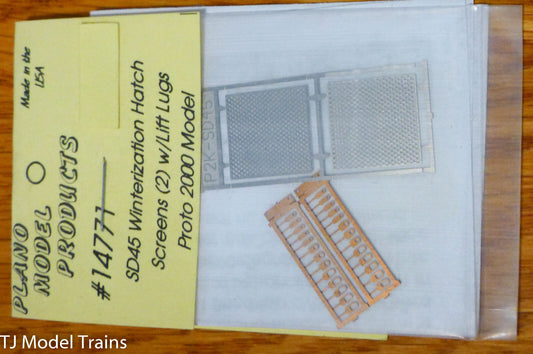 Made in the
USA
PLANO
MODEL
PRODUCTS
#14771
SD45 Winterization Hatch
Screens (2) w/Lift Lugs
Proto 2000 Model
P2K-SD45
TJ Model Trains